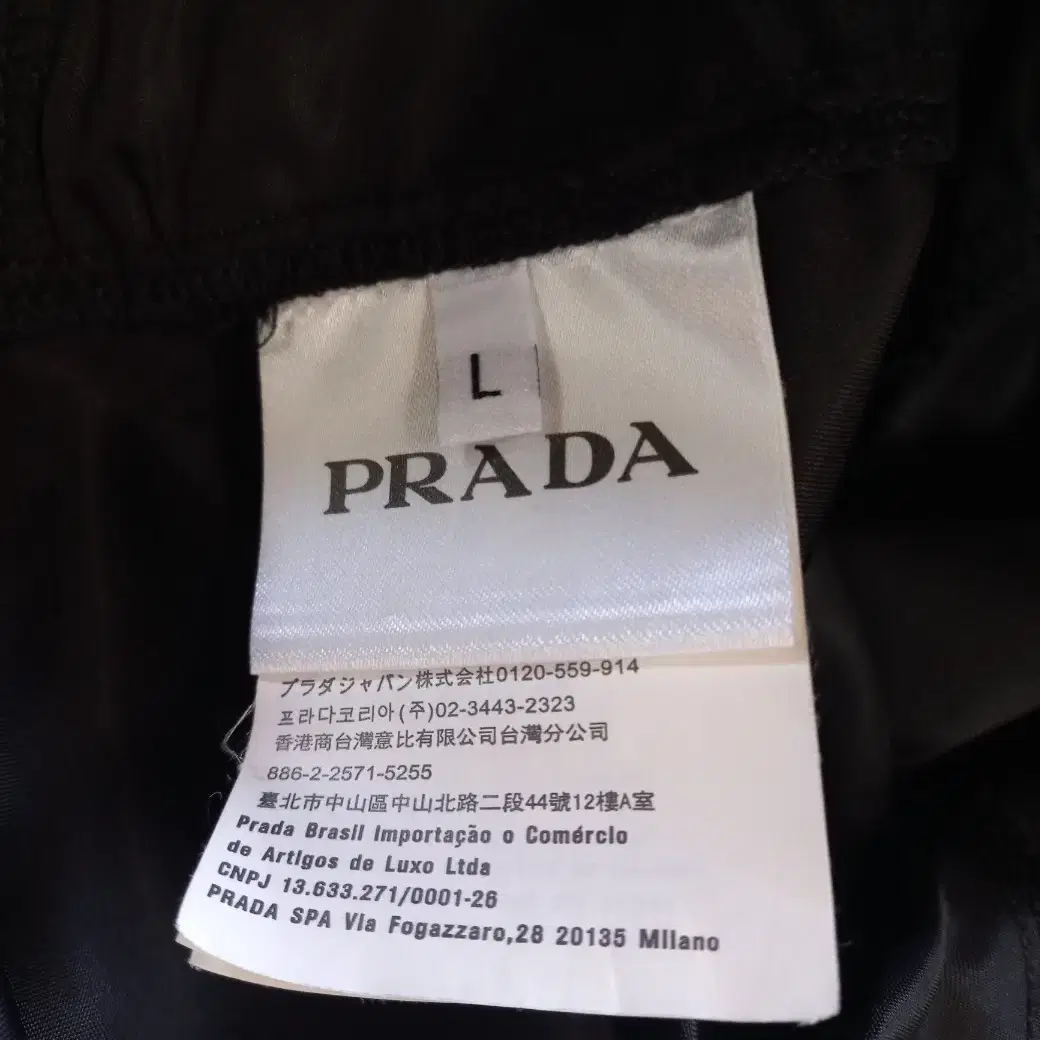 L
PRADA
プラダジャパン株式会社0120-559-914
프라다코리아(주)02-3443-2323
香港商台灣意比有限公司台灣分公司
886-2-2571-5255
臺北市中山區中山北路二段44號12樓A室
Prada Brasil Importação o Comércio
de Artigos de Luxo Ltda
CNPJ 13.633.271/0001-26
PRADA SPA Via Fogazzaro,28 20135 Milano